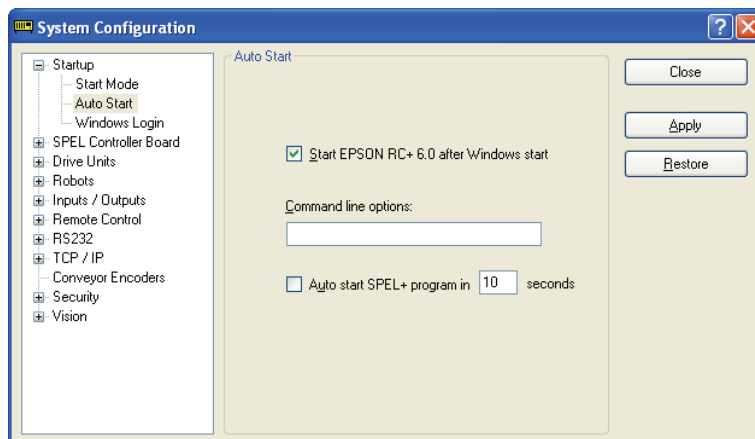 System Configuration
Startup
Start Mode
Auto Start
Windows Login
SPEL Controller Board
Drive Units
Robots
Inputs / Outputs
Remote Control
RS232
TCP / IP
Conveyor Encoders
Security
Vision
Auto Start
Start EPSON RC+ 6.0 after Windows start
Command line options:
Auto start SPEL+ program in 10 seconds
Close
Apply
Restore